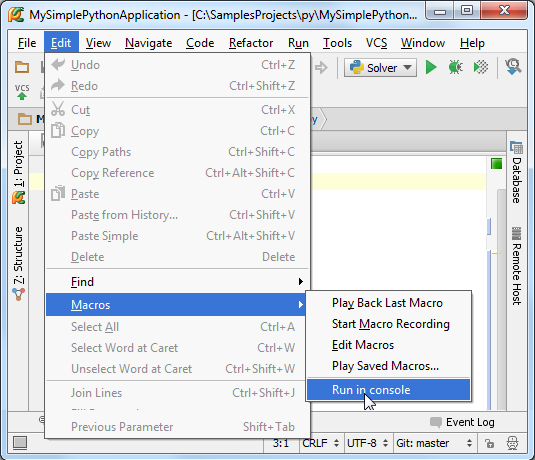 MySimplePythonApplication - [C:\SamplesProjects\py\MySimplePython...
File Edit View Navigate Code Refactor Run Tools VCS Window Help
Undo Ctrl+Z
Solver
Redo Ctrl+Shift+Z
VCS
Cut Ctrl+X
M
py
Copy Ctrl+C
Copy Paths Ctrl+Shift+C
1: Project
Database
Copy Reference Ctrl+Alt+Shift+C
Paste Ctrl+V
Paste from History... Ctrl+Shift+V
Paste Simple Ctrl+Alt+Shift+V
Z: Structure
Remote Host
Delete Delete
Find
Macros
Play Back Last Macro
Select All Ctrl+A
Start Macro Recording
Select Word at Caret Ctrl+W
Edit Macros
Unselect Word at Caret Ctrl+W
Play Saved Macros...
Join Lines Ctrl+Shift+J
Run in console
Previous Parameter Shift+Tab
Event Log
3:1 CRLF UTF-8 Git: master